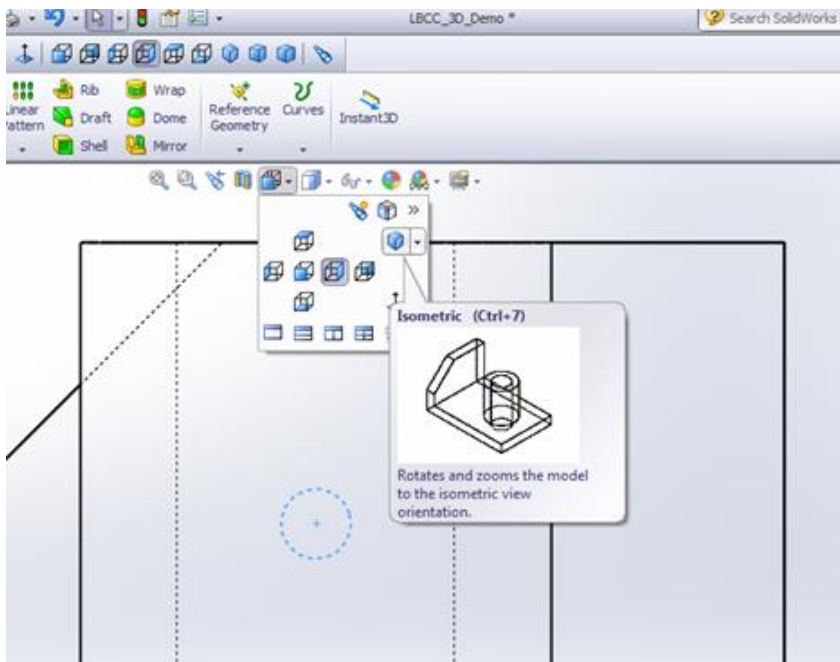 LBCC_3D_Demo *
Search SolidWorks
Linear Pattern
Rib
Wrap
Draft
Dome
Shell
Mirror
Reference Geometry
Curves
Instant3D
Isometric (Ctrl+7)
Rotates and zooms the model
to the isometric view
orientation.